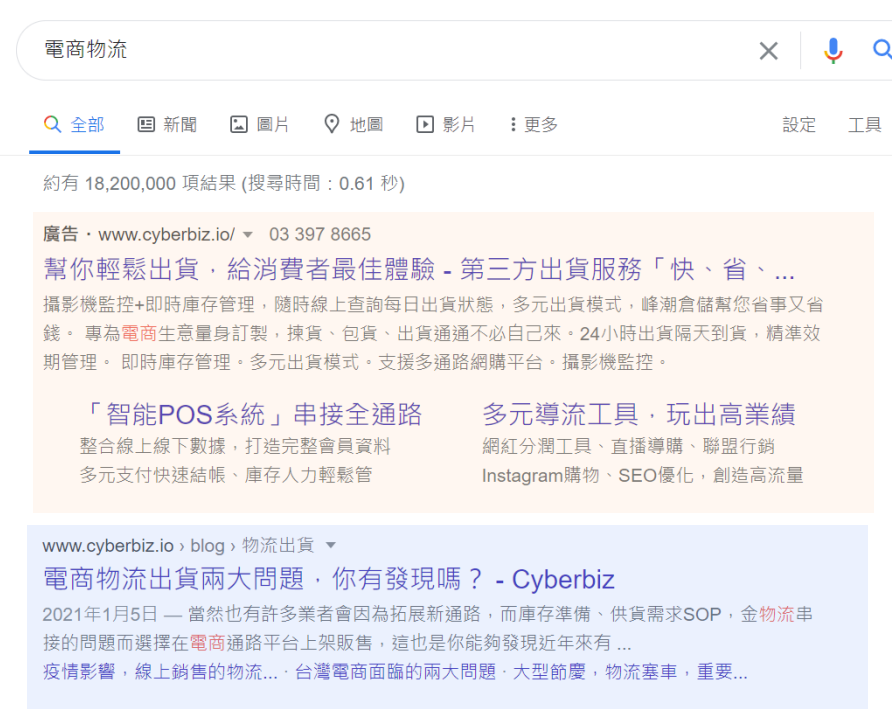 電商物流
全部 新聞 圖片 地圖 影片 更多 設定 工具
約有 18,200,000 項結果 (搜尋時間：0.61 秒)
廣告・www.cyberbiz.io/ 03 397 8665
幫你輕鬆出貨，給消費者最佳體驗 - 第三方出貨服務「快、省、...
攝影機監控+即時庫存管理，隨時線上查詢每日出貨狀態，多元出貨模式，峰潮倉儲幫您省事又省
錢。 專為電商生意量身訂製，揀貨、包貨、出貨通通不必自己來。24小時出貨隔天到貨，精準效
期管理。 即時庫存管理。多元出貨模式。支援多通路網購平台。攝影機監控。
「智能POS系統」串接全通路
整合線上線下數據，打造完整會員資料
多元支付快速結帳、庫存人力輕鬆管
多元導流工具，玩出高業績
網紅分潤工具、直播導購、聯盟行銷
Instagram購物、SEO優化，創造高流量
www.cyberbiz.io › blog › 物流出貨
電商物流出貨兩大問題，你有發現嗎？ - Cyberbiz
2021年1月5日 — 當然也有許多業者會因為拓展新通路，而庫存準備、供貨需求SOP，金物流串
接的問題而選擇在電商通路平台上架販售，這也是你能夠發現近年來有 ...
疫情影響，線上銷售的物流... · 台灣電商面臨的兩大問題 · 大型節慶，物流塞車，重要...